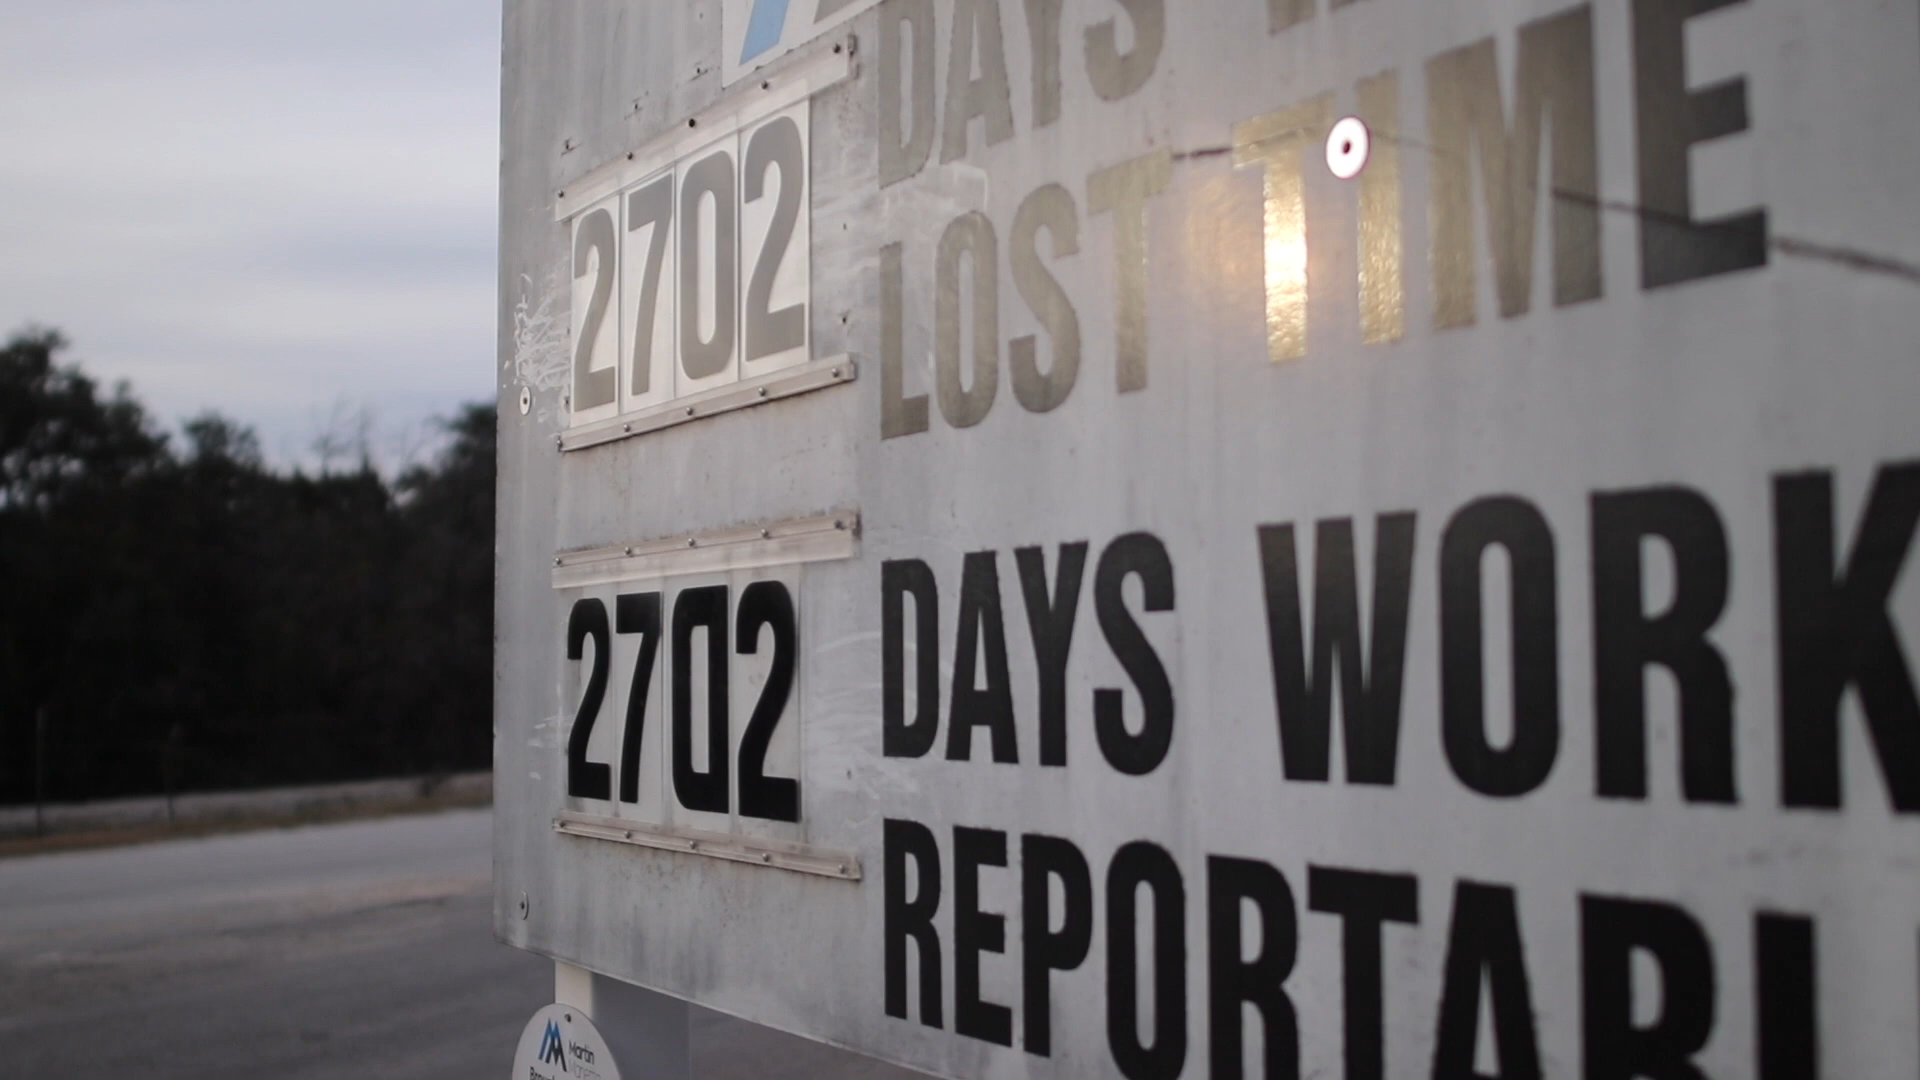 2702 DAYS
LOST TIME
2702 DAYS WORK
REPORTABL
Martin